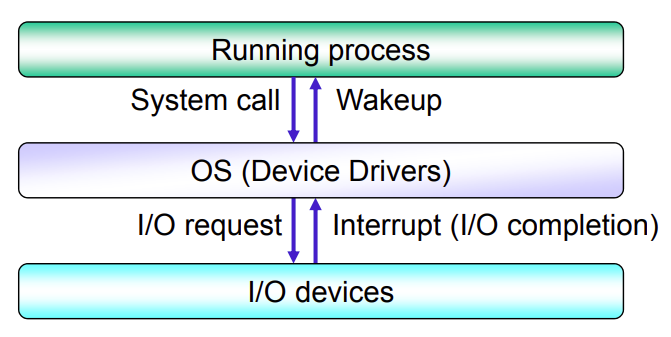 Running process
System call
Wakeup
OS (Device Drivers)
I/O request
Interrupt (I/O completion)
I/O devices